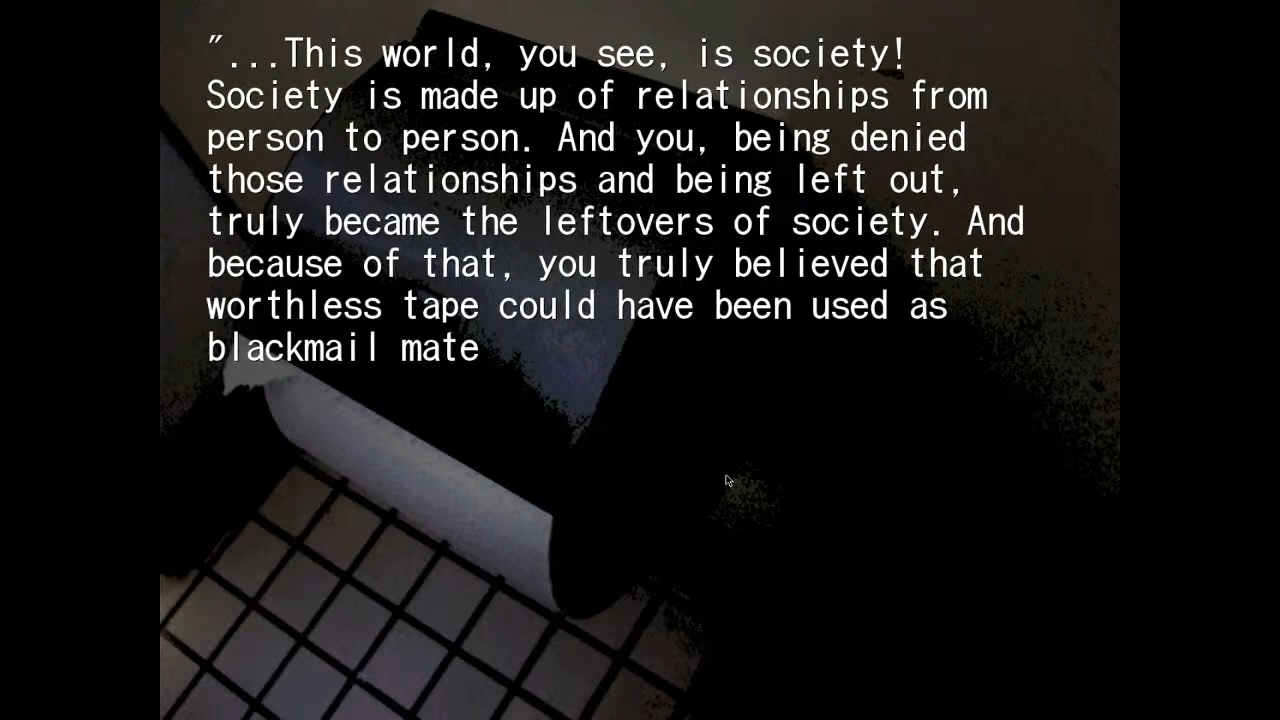 "...This world, you see, is society!
Society is made up of relationships from
person to person. And you, being denied
those relationships and being left out,
truly became the leftovers of society. And
because of that, you truly believed that
worthless tape could have been used as
blackmail mate